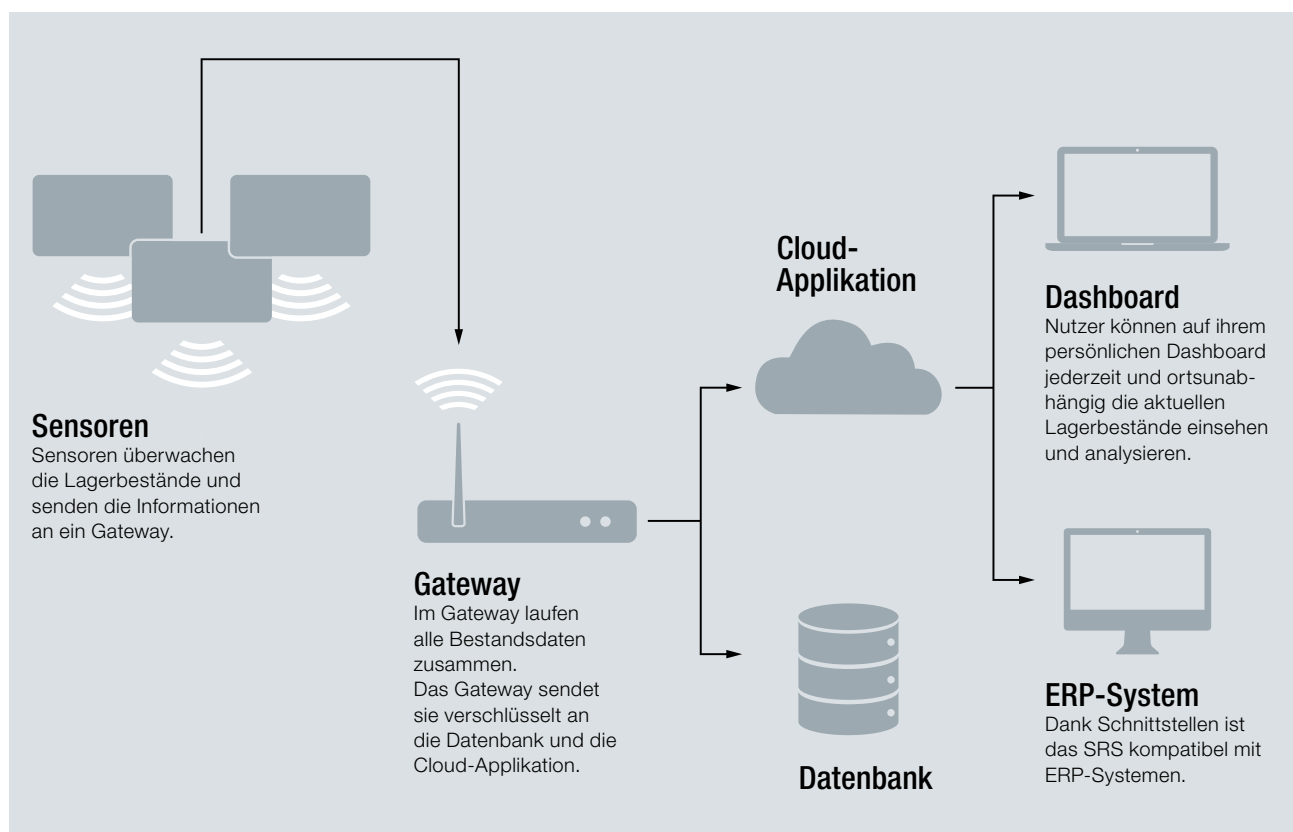 Sensoren
Sensoren überwachen
die Lagerbestände und
senden die Informationen
an ein Gateway.
Gateway
Im Gateway laufen
alle Bestandsdaten
zusammen.
Das Gateway sendet
sie verschlüsselt an
die Datenbank und die
Cloud-Applikation.
Cloud-
Applikation
Datenbank
Dashboard
Nutzer können auf ihrem
persönlichen Dashboard
jederzeit und ortsunab-
hängig die aktuellen
Lagerbestände einsehen
und analysieren.
ERP-System
Dank Schnittstellen ist
das SRS kompatibel mit
ERP-Systemen.